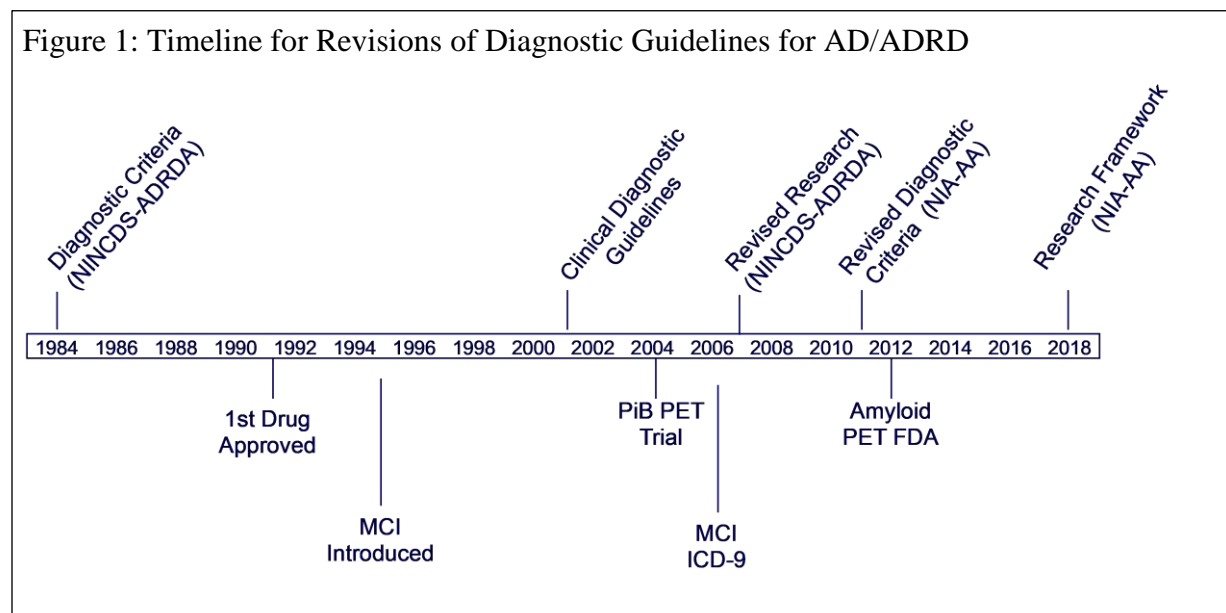 Figure 1: Timeline for Revisions of Diagnostic Guidelines for AD/ADRD
Diagnostic Criteria
(NINCDS-ADRDA)
Clinical Diagnostic
Guidelines
Revised Research
(NINCDS-ADRDA)
Revised Diagnostic
Criteria (NIA-AA)
Research Framework
(NIA-AA)
1984 1986 1988 1990 1992 1994 1996 1998 2000 2002 2004 2006 2008 2010 2012 2014 2016 2018
1st Drug
Approved
MCI
Introduced
PiB PET
Trial
MCI
ICD-9
Amyloid
PET FDA